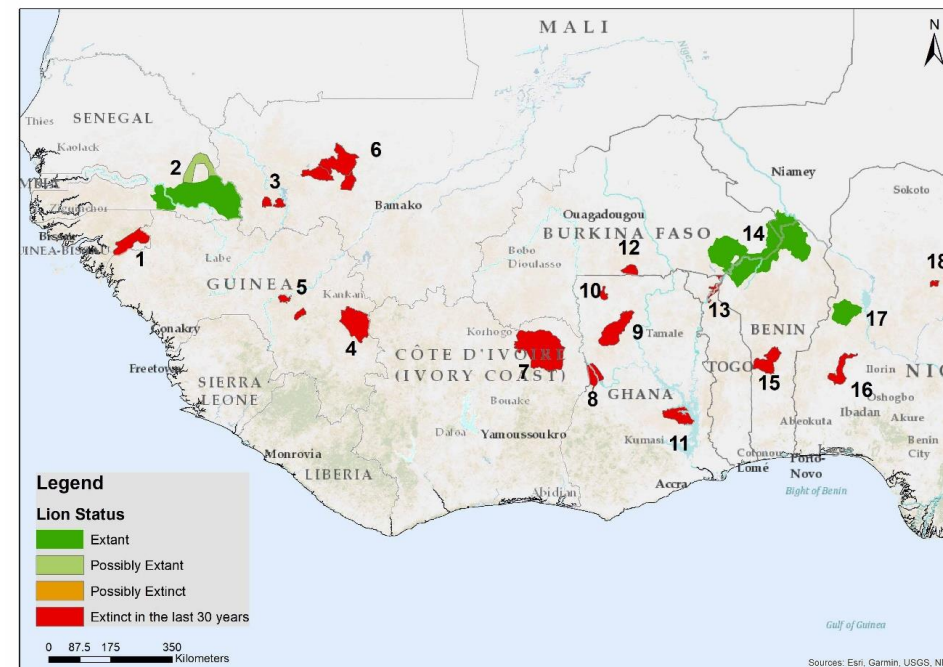 MALI
N
Niger
Thies
SENEGAL
Kaolack
2
6
3
Niamey
Sokoto
Bamako
Ouagadougou
14
BURKINA FASO
Ziguinchor
Bissau
UINEA-BISSAU
1
Labe
Bobo
Dioulasso
12
18
GUINEA
5
Kankan
10
13
17
Conakry
4
Korhogo
9
Tamale
BENIN
CÔTE D'IVOIRE
(IVORY COAST)
7
Freetown
SIERRA
LEONE
8
GHANA
TOGO
15
16
Ilorin
NIG
Oshogbo
Ibadan
Akure
Bouake
Daloa
Yamoussoukro
Kumasi
11
Abeokuta
Benin
City
Monrovia
LIBERIA
Abidjan
Accra
Lomé
Cotonou
Porto-
Novo
Bight of Benin
Legend
Lion Status
Extant
Possibly Extant
Possibly Extinct
Extinct in the last 30 years
0 87.5 175 350
Kilometers
Gulf of Guinea
Sources: Esri, Garmin, USGS, N